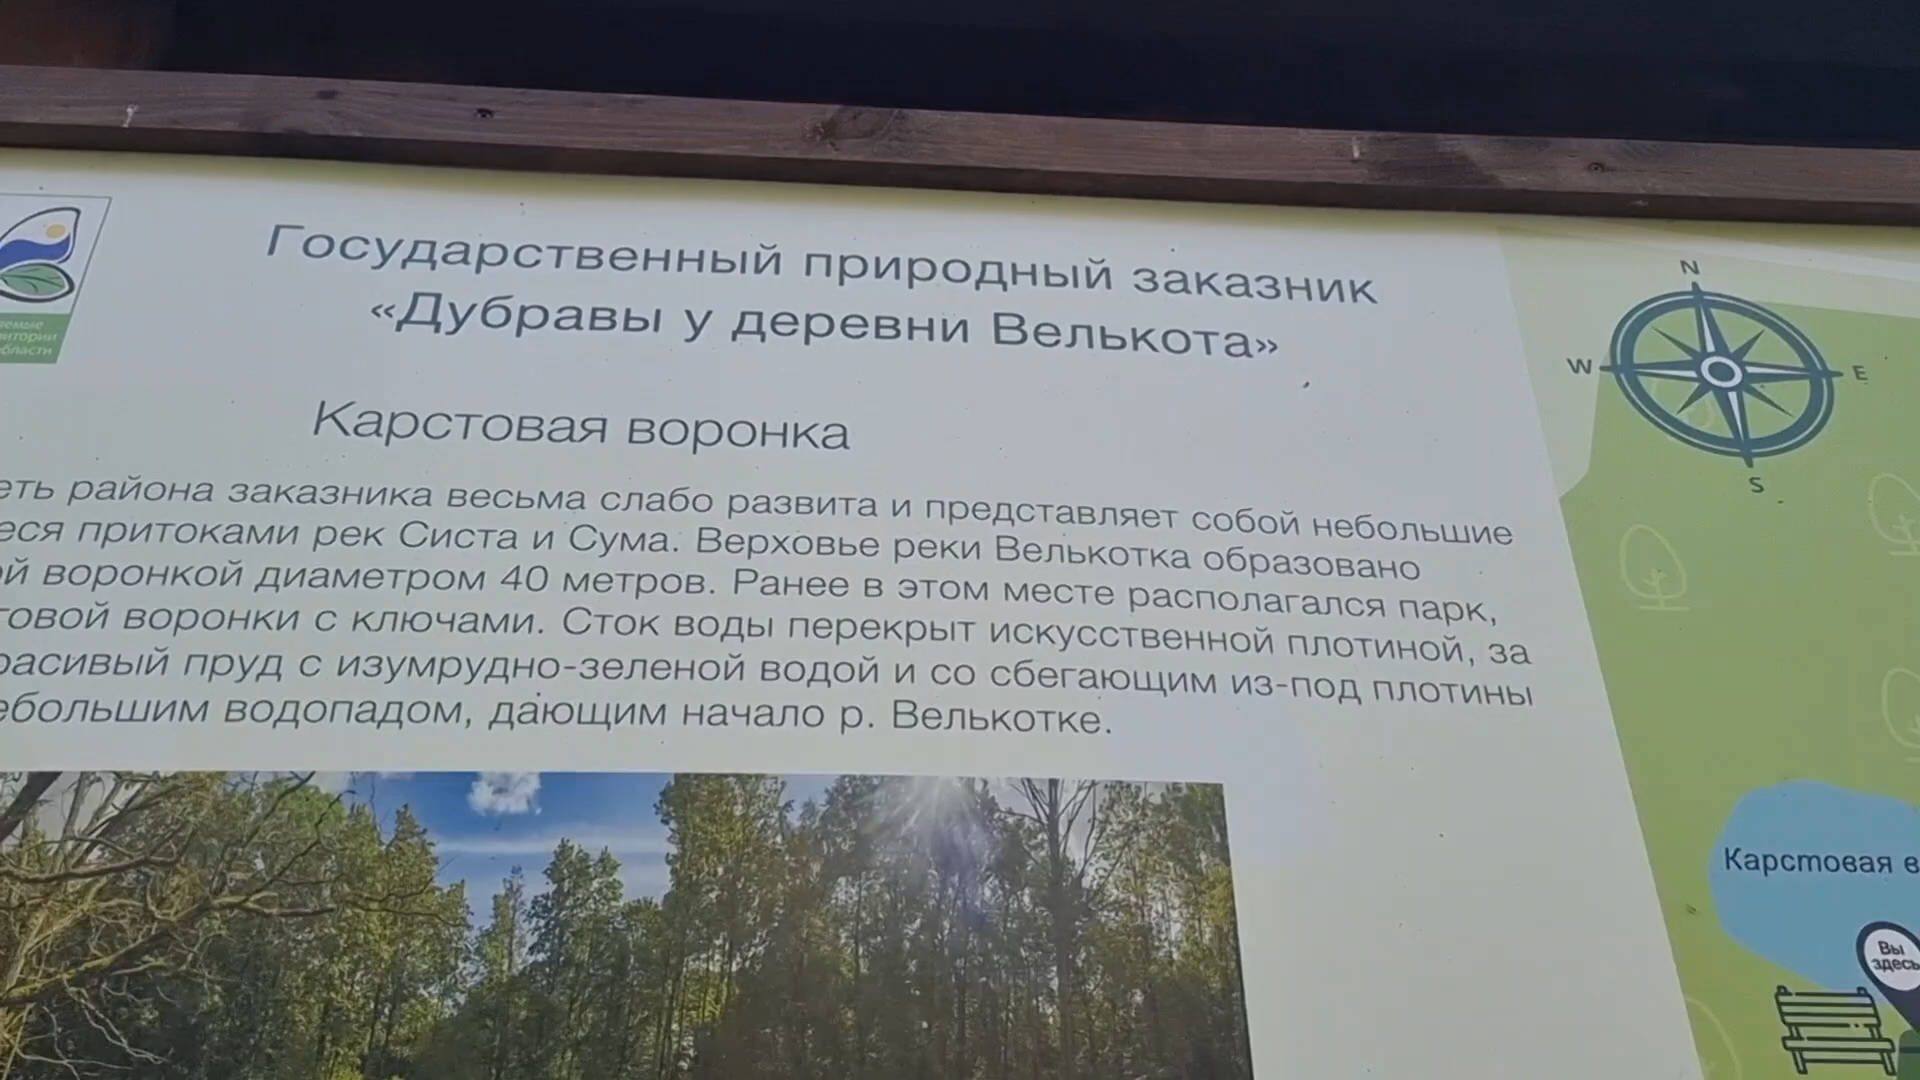 Государственный природный заказник
«Дубравы у деревни Велькота»
Карстовая воронка
района заказника весьма слабо развита и представляет собой небольшие
притоками рек Систа и Сума. Верховье реки Велькотка образовано
воронкой диаметром 40 метров. Ранее в этом месте располагался парк,
воронки с ключами. Сток воды перекрыт искусственной плотиной, за
пруд с изумрудно-зеленой водой и со сбегающим из-под плотины
водопадом, дающим начало р. Велькотке.
N
W
E
S
Карстовая
Вы
здесь